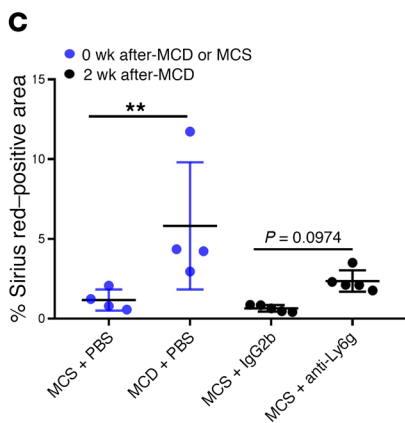 C
0 wk after-MCD or MCS
2 wk after-MCD
% Sirius red–positive area
15
10
5
0
**
P = 0.0974
MCS + PBS
MCD + PBS
MCS + IgG2b
MCS + anti-Ly6g